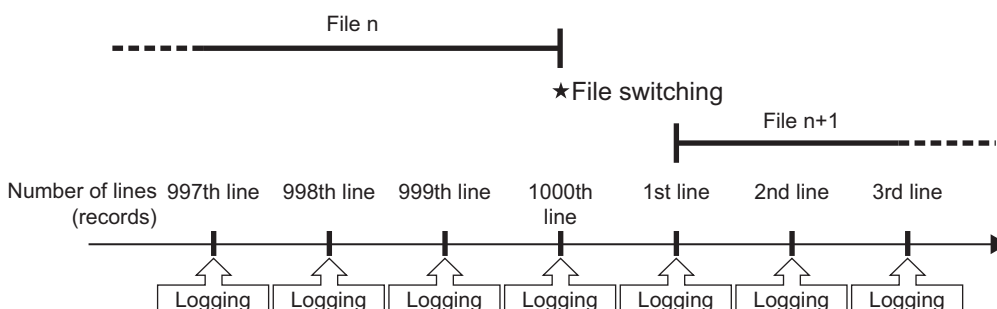 File n
★File switching
File n+1
Number of lines
(records)
997th line
998th line
999th line
1000th
line
1st line
2nd line
3rd line
Logging
Logging
Logging
Logging
Logging
Logging
Logging